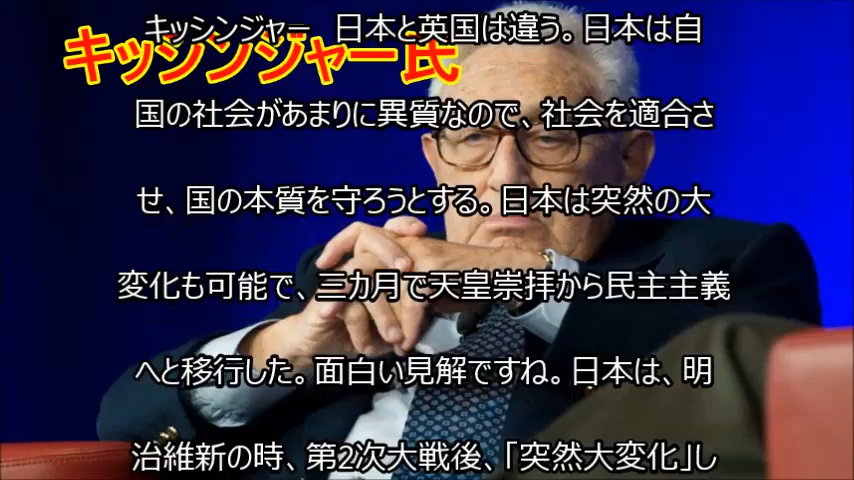 キッシンジャー　日本と英国は違う。日本は自
キッシンジャー氏
国の社会があまりに異質なので、社会を適合さ
せ、国の本質を守ろうとする。日本は突然の大
変化も可能で、三カ月で天皇崇拝から民主主義
へと移行した。面白い見解ですね。日本は、明
治維新の時、第2次大戦後、「突然大変化」し